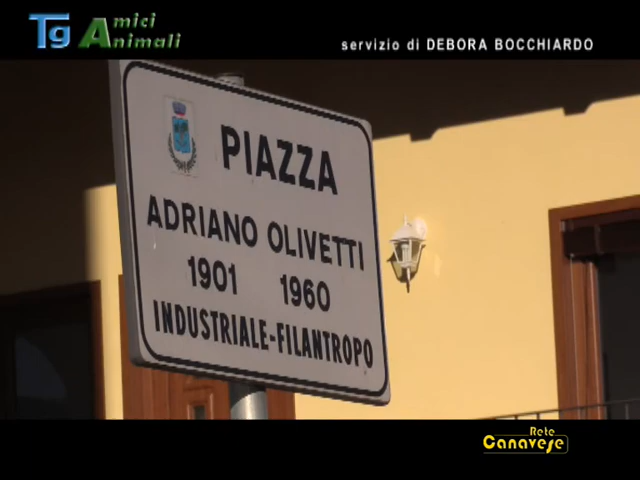 Tg Amici Animali
servizio di DEBORA BOCCHIARDO
PIAZZA
ADRIANO OLIVETTI
1901 1960
INDUSTRIALE-FILANTROPO
Rete
Canavese